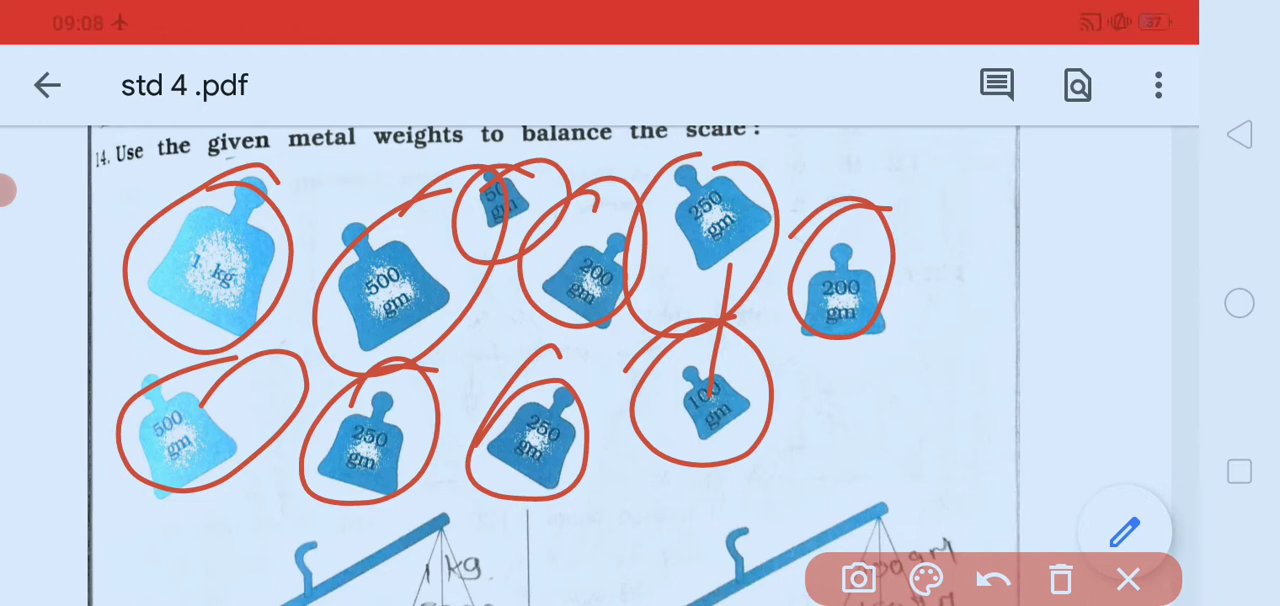 09:08
37
std 4 .pdf
14. Use the given metal weights to balance the scale :
1 kg
500 gm
50 gm
200 gm
250 gm
200 gm
500 gm
250 gm
250 gm
100 gm
1 kg.